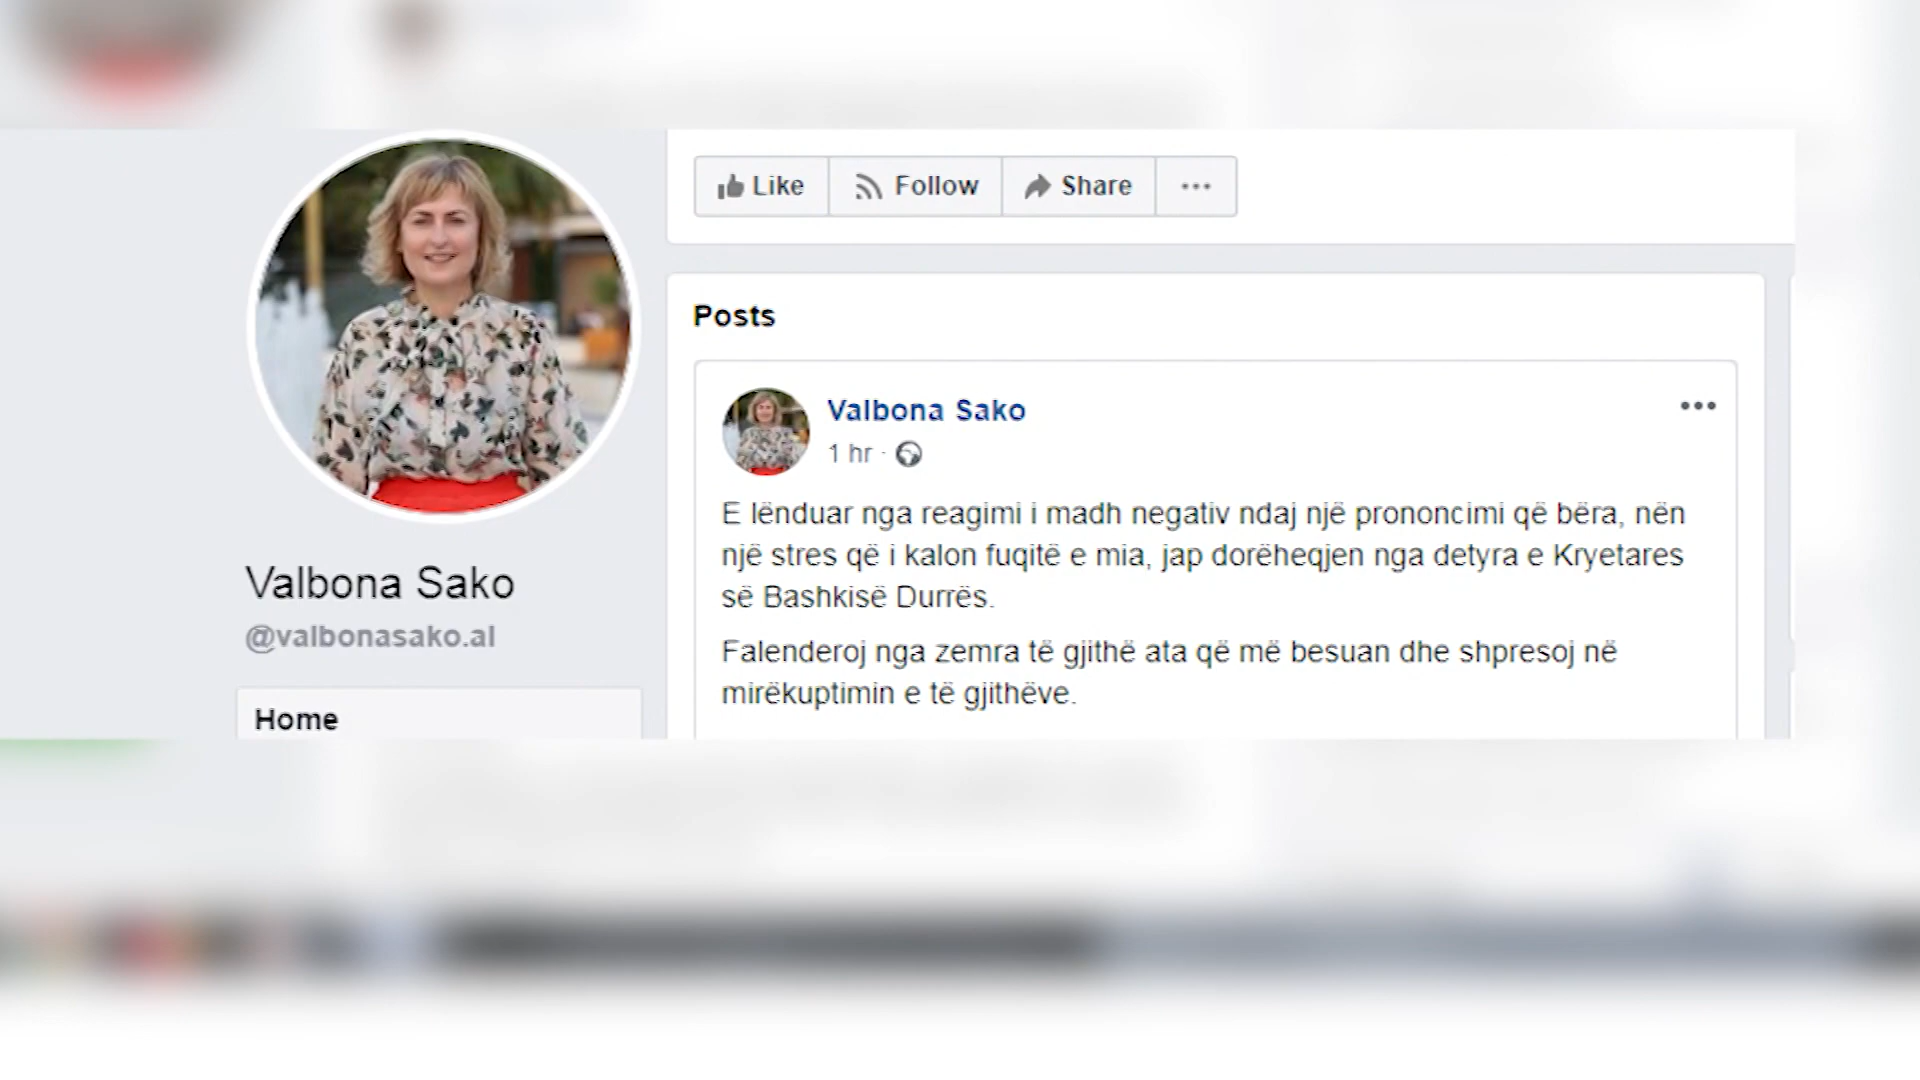 Like
Follow
Share
Posts
Valbona Sako
1 hr ·
E lënduar nga reagimi i madh negativ ndaj një prononcimi që bëra, nën
një stres që i kalon fuqitë e mia, jap dorëheqjen nga detyra e Kryetares
së Bashkisë Durrës.
Falenderoj nga zemra të gjithë ata që më besuan dhe shpresoj në
mirëkuptimin e të gjithëve.
Valbona Sako
@valbonasako.al
Home